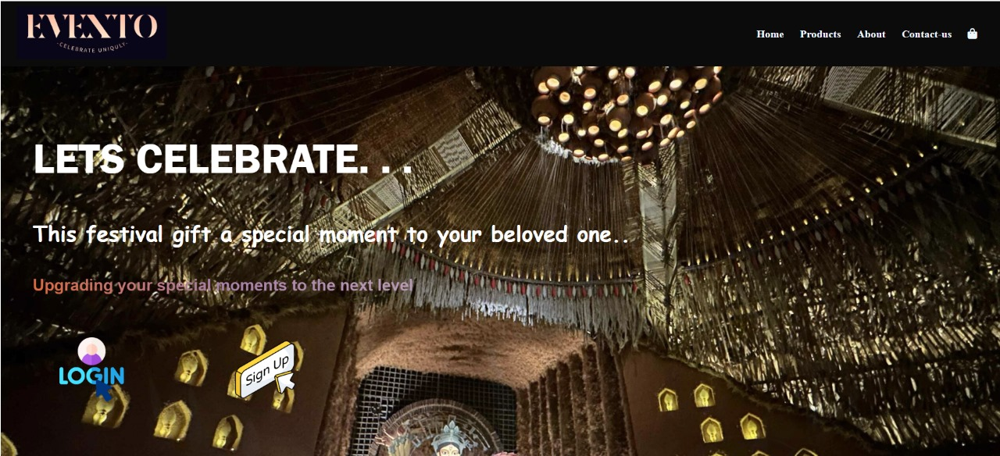 EVENTO
-CELEBRATE UNIQULY-
Home Products About Contact-us
LETS CELEBRATE. . .
This festival gift a special moment to your beloved one..
Upgrading your special moments to the next level
LOGIN
Sign Up